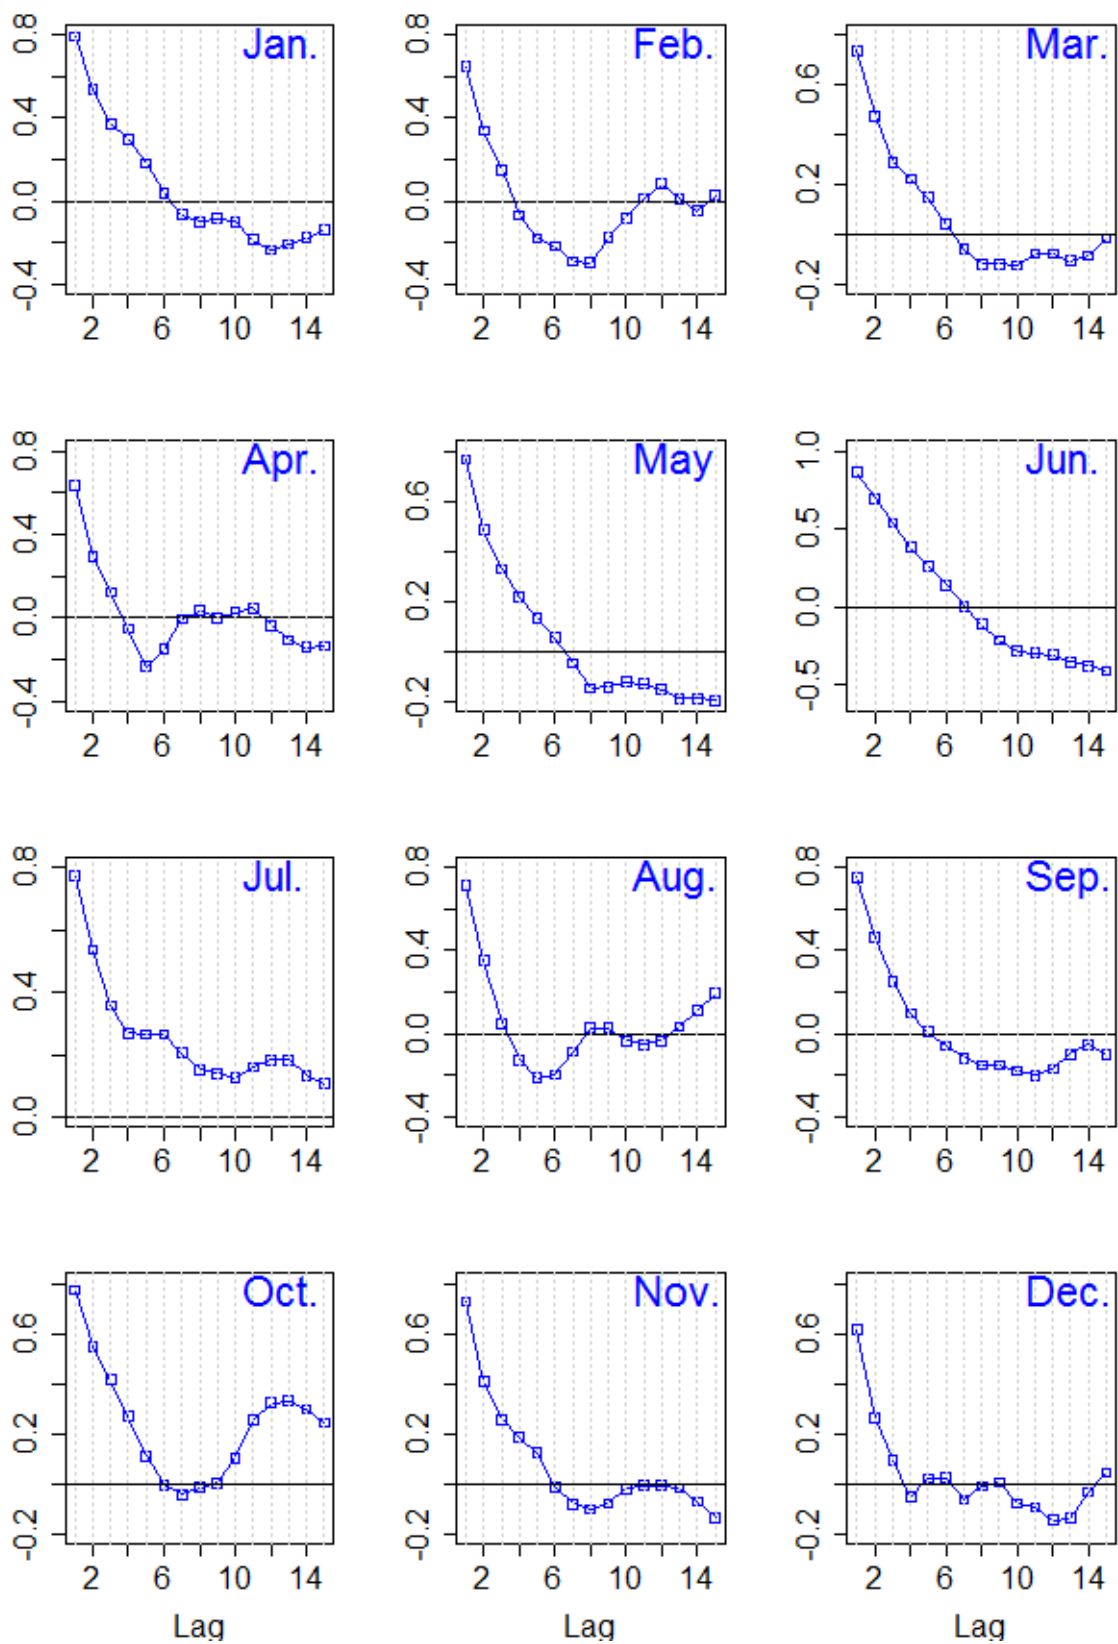 0.8 Jan. 0.8 Feb. Mar.
0.4 0.4 0.6
0.0 0.0 0.2
-0.4 -0.4 -0.2
2 6 10 14 2 6 10 14 2 6 10 14
0.8 Apr. May 1.0 Jun.
0.4 0.6 0.5
0.0 0.2 0.0
-0.4 -0.2 -0.5
2 6 10 14 2 6 10 14 2 6 10 14
0.8 Jul. 0.8 Aug. 0.8 Sep.
0.4 0.4 0.4
0.0 0.0 0.0
-0.4 -0.4
2 6 10 14 2 6 10 14 2 6 10 14
Oct. Nov. Dec.
0.6 0.6 0.6
0.2 0.2 0.2
-0.2 -0.2 -0.2
2 6 10 14 2 6 10 14 2 6 10 14
Lag Lag Lag